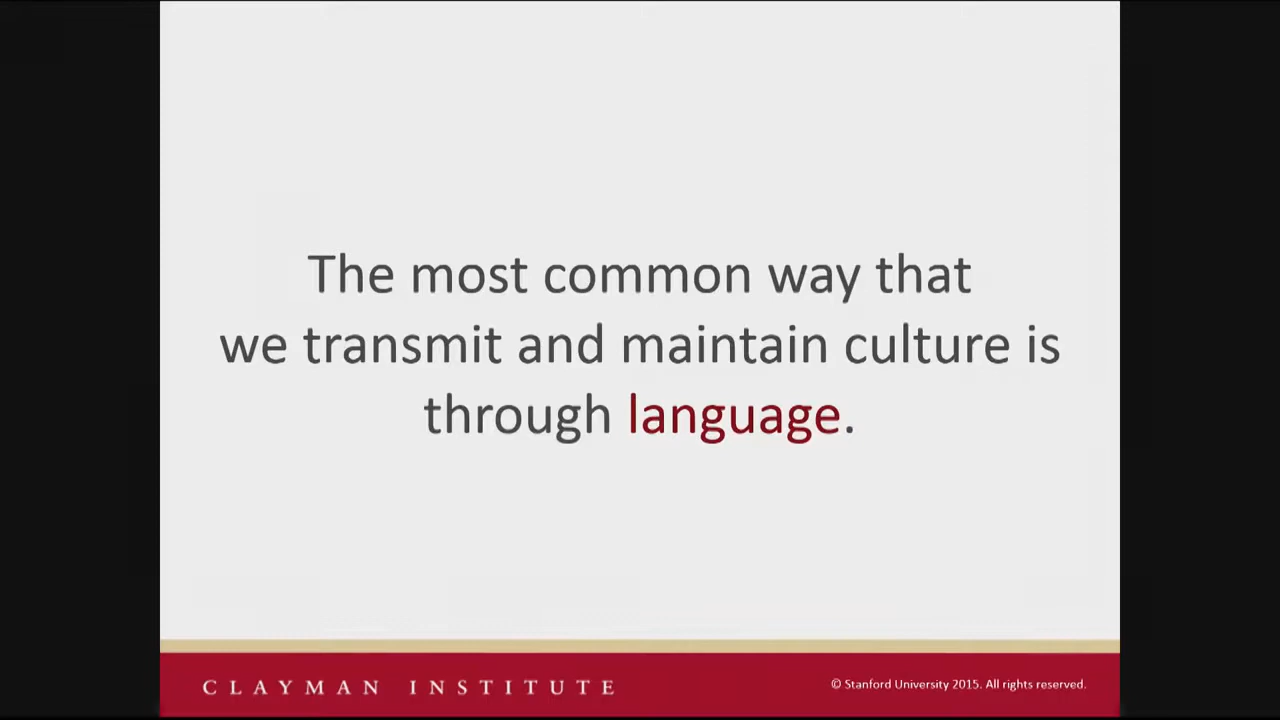 The most common way that
we transmit and maintain culture is
through language.
CLAYMAN INSTITUTE
© Stanford University 2015. All rights reserved.